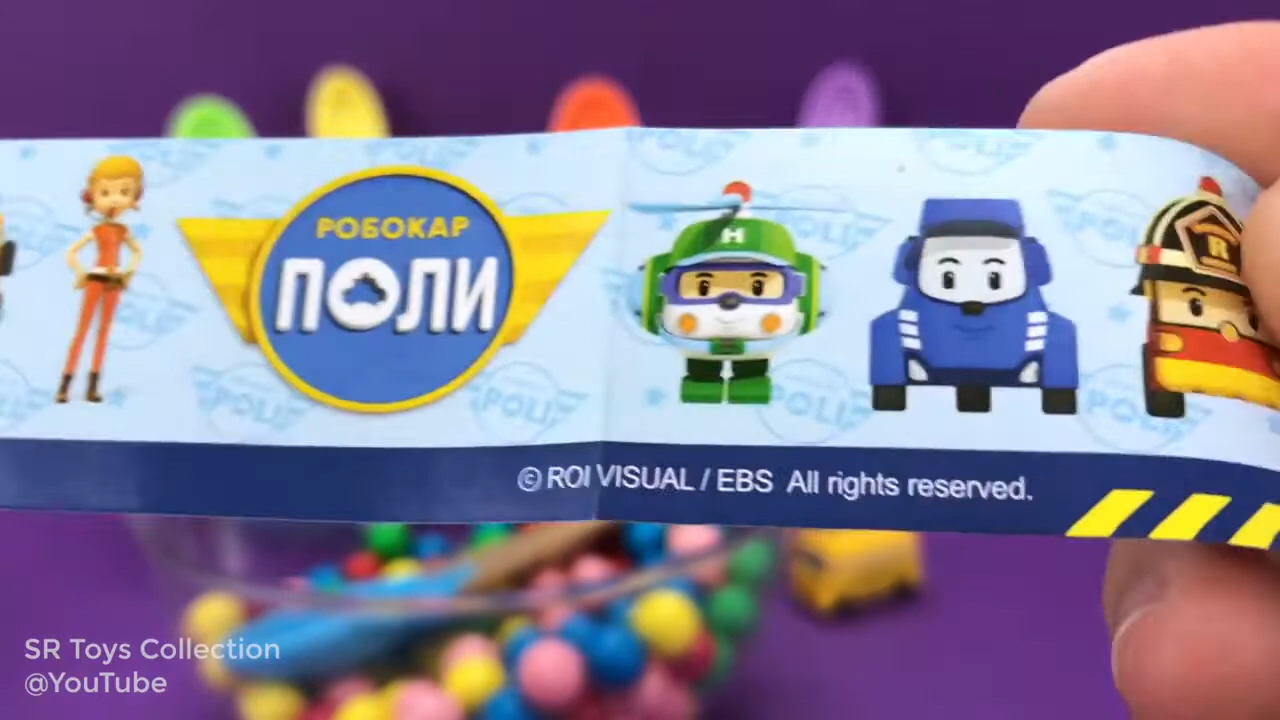 РОБОКАР
ПОЛИ
H
R
© ROI VISUAL / EBS All rights reserved.
SR Toys Collection
@YouTube